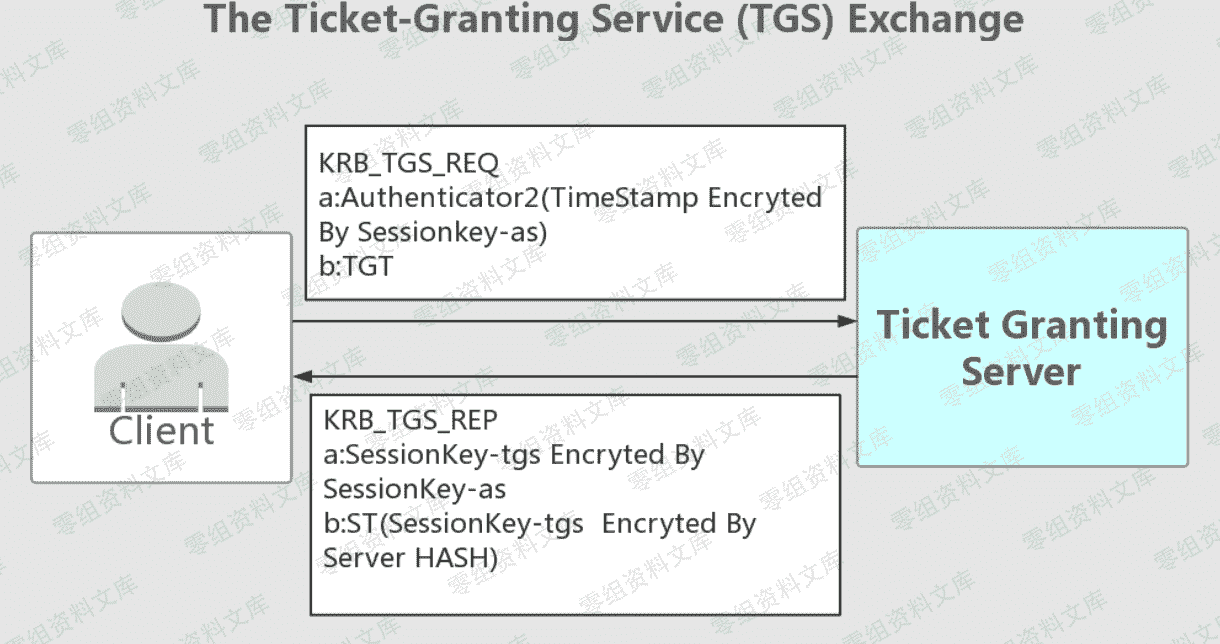 The Ticket-Granting Service (TGS) Exchange
KRB_TGS_REQ
a:Authenticator2(TimeStamp Encryted
By Sessionkey-as)
b:TGT
Ticket Granting
Server
Client
KRB_TGS_REP
a:SessionKey-tgs Encryted By
SessionKey-as
b:ST(SessionKey-tgs  Encryted By
Server HASH)
零组资料文库